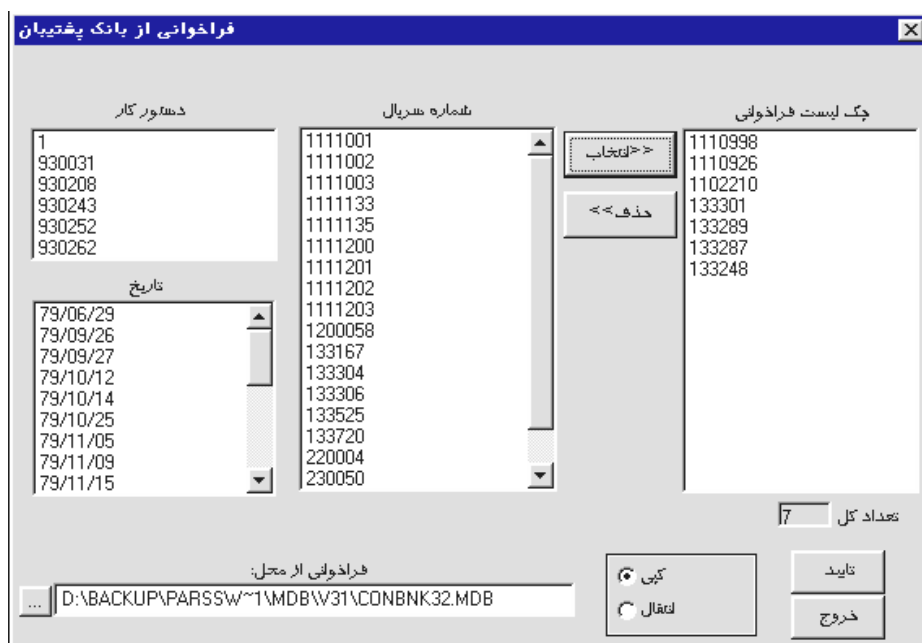 فراخوانی از بانک پشتیبان
چک لیست فراخوانی
1110998
1110926
1102210
133301
133289
133287
133248
تعداد کل 7
انتخاب>>
حذف<<
شماره سریال
1111001
1111002
1111003
1111133
1111135
1111200
1111201
1111202
1111203
1200058
133167
133304
133306
133525
133720
220004
230050
دستور کار
1
930031
930208
930243
930252
930262
تاریخ
79/06/29
79/09/26
79/09/27
79/10/12
79/10/14
79/10/25
79/11/05
79/11/09
79/11/15
تایید
خروج
کپی
انتقال
فراخوانی از محل:
D:\BACKUP\PARSSW~1\MDB\V31\CONBNK32.MDB
...